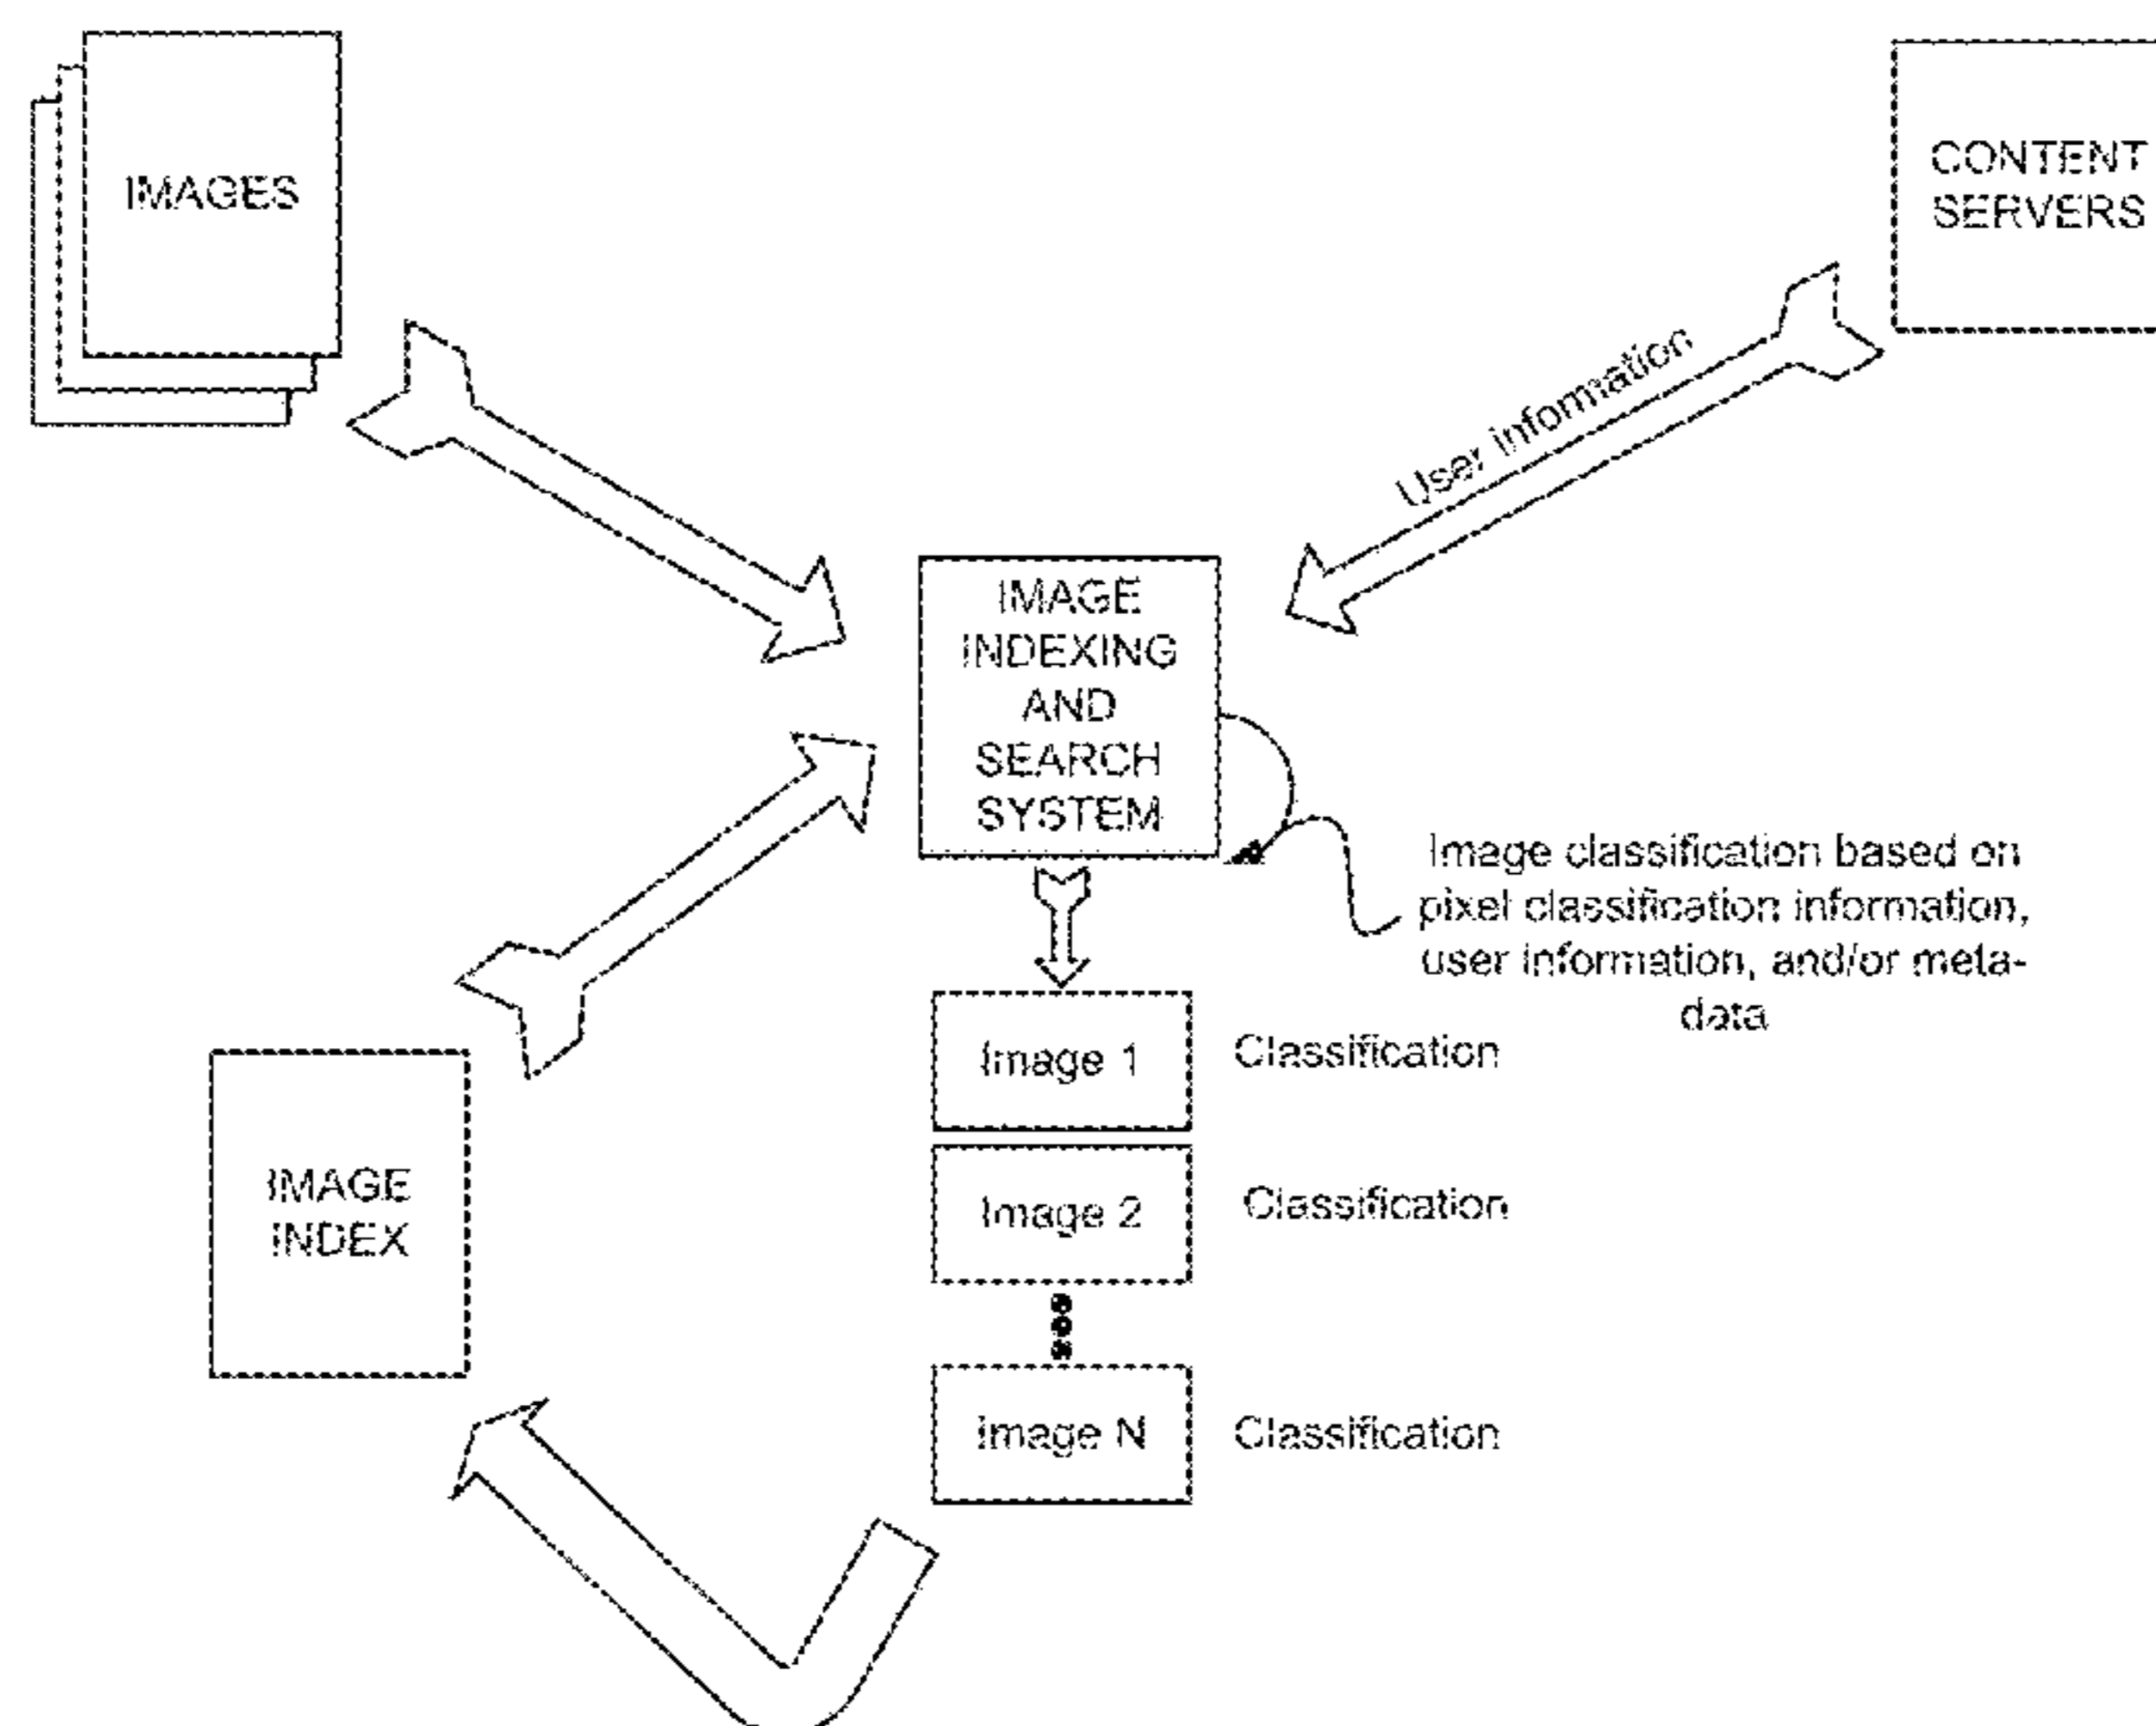 IMAGES
CONTENT
SERVERS
User information
IMAGE
INDEXING
AND
SEARCH
SYSTEM
Image classification based on
pixel classification information,
user information, and/or meta-
data
Image 1
Classification
Image 2
Classification
IMAGE
INDEX
Image N
Classification